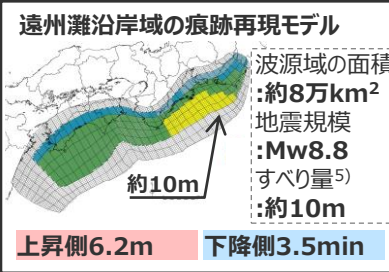 遠州灘沿岸域の痕跡再現モデル
波源域の面積
:約8万km²
地震規模
:Mw8.8
すべり量⁵⁾
:約10m
約10m
上昇側6.2m
下降側3.5min